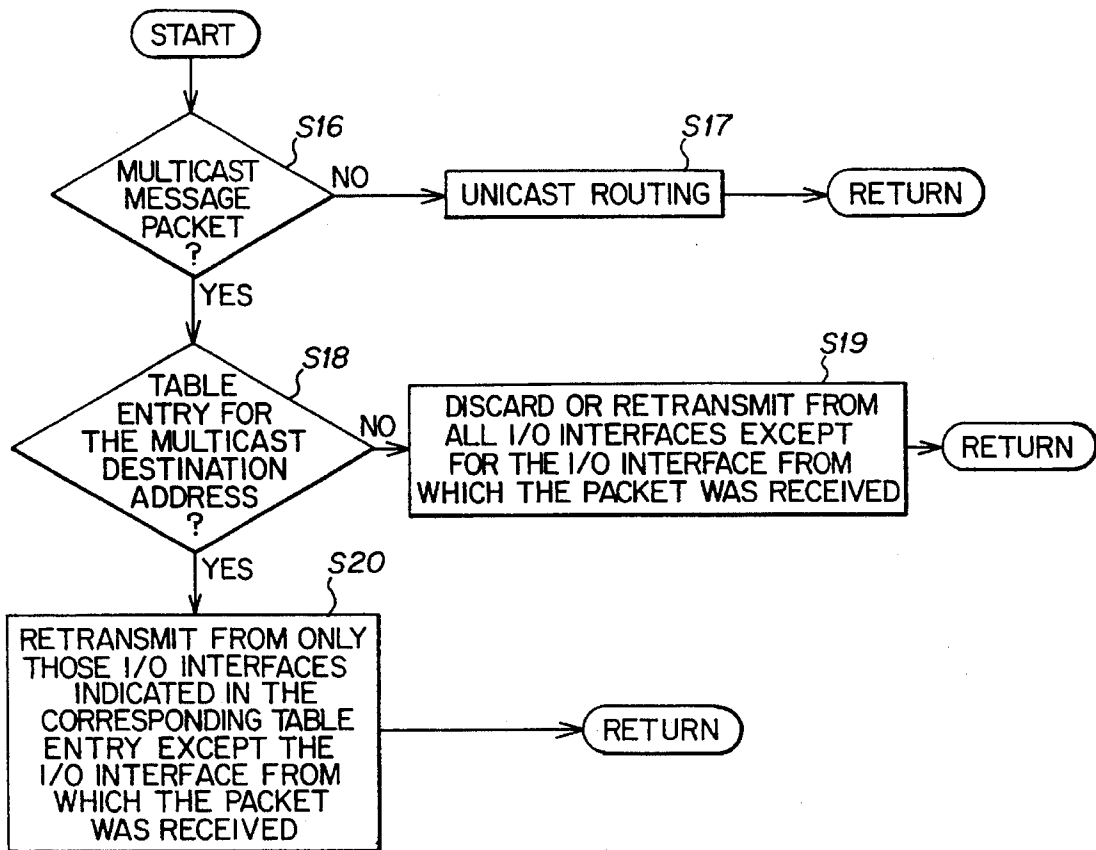 START
S16
MULTICAST
MESSAGE
PACKET
?
NO
S17
UNICAST ROUTING
RETURN
YES
S18
TABLE
ENTRY FOR
THE MULTICAST
DESTINATION
ADDRESS
?
NO
S19
DISCARD OR RETRANSMIT FROM
ALL I/O INTERFACES EXCEPT
FOR THE I/O INTERFACE FROM
WHICH THE PACKET WAS RECEIVED
RETURN
YES
S20
RETRANSMIT FROM ONLY
THOSE I/O INTERFACES
INDICATED IN THE
CORRESPONDING TABLE
ENTRY EXCEPT THE
I/O INTERFACE FROM
WHICH THE PACKET
WAS RECEIVED
RETURN